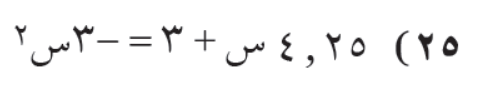 ٢٥) ٤,٢٥ س + ٣ = –٣س٢